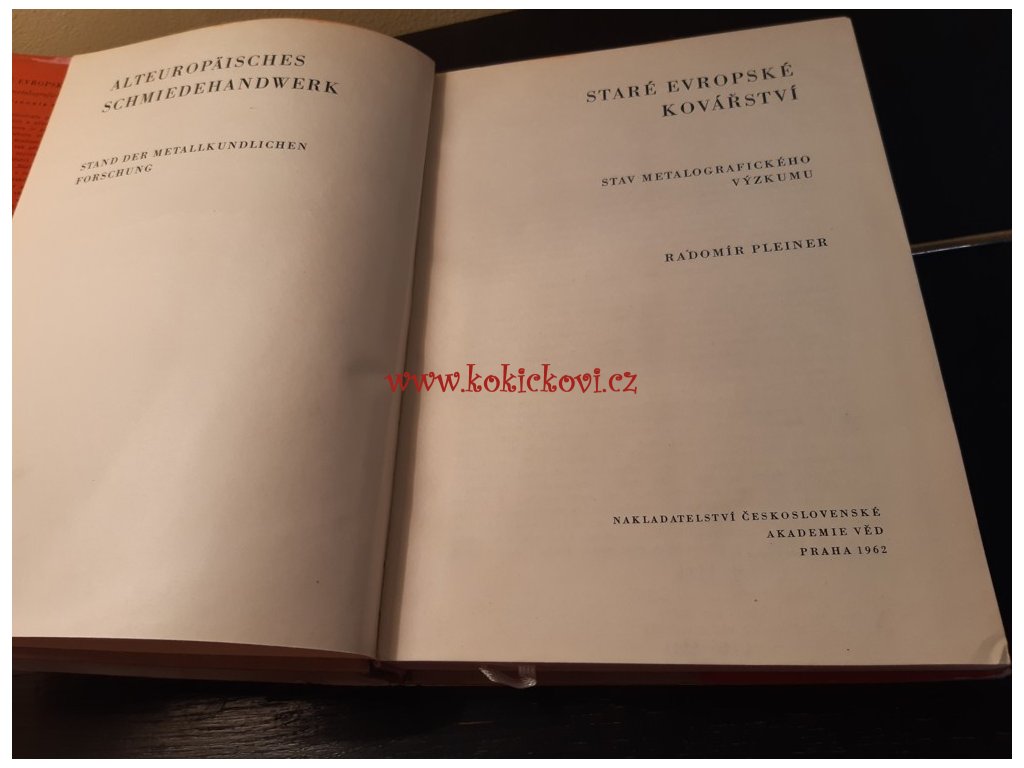 ALTEUROPÄISCHES
SCHMIEDEHANDWERK
STAND DER METALLKUNDLICHEN
FORSCHUNG
STARÉ EVROPSKÉ
KOVÁŘSTVÍ
STAV METALOGRAFICKÉHO
VÝZKUMU
RADOMÍR PLEINER
www.kokickovi.cz
NAKLADATELSTVÍ ČESKOSLOVENSKÉ
AKADEMIE VĚD
PRAHA 1962